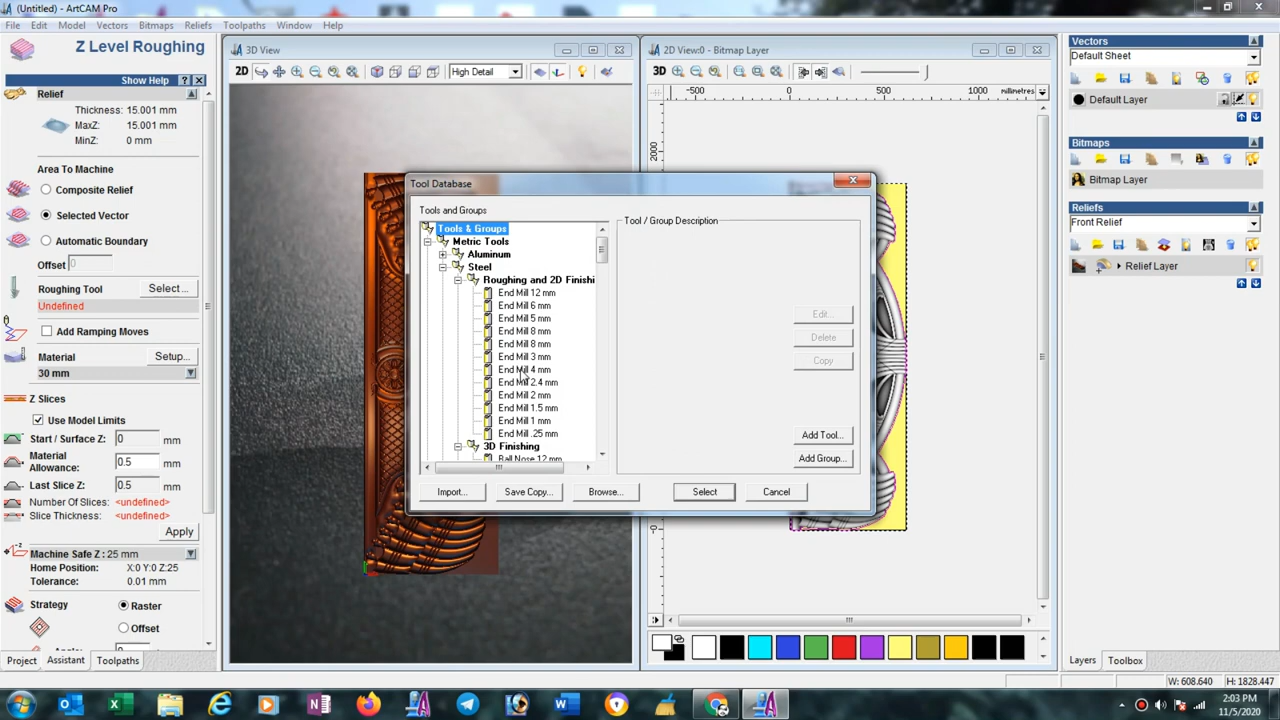 (Untitled) - ArtCAM Pro
File Edit Model Vectors Bitmaps Reliefs Toolpaths Window Help
Z Level Roughing
Show Help ?
Relief
Thickness: 15.001 mm
MaxZ: 15.001 mm
MinZ: 0 mm
Area To Machine
Composite Relief
Selected Vector
Automatic Boundary
Offset 0
Roughing Tool Select...
Undefined
Add Ramping Moves
Material Setup...
30 mm
Z Slices
Use Model Limits
Start / Surface Z: 0 mm
Material
Allowance: 0.5 mm
Last Slice Z: 0.5 mm
Number Of Slices: <undefined>
Slice Thickness: <undefined>
Apply
Machine Safe Z : 25 mm
Home Position: X:0 Y:0 Z:25
Tolerance: 0.01 mm
Strategy Raster
Offset
Project Assistant Toolpaths
3D View
2D High Detail
2D View:0 - Bitmap Layer
3D
-500 0 500 1000 millimetres
2000
Tool Database
Tools and Groups
Tools & Groups
Metric Tools
Aluminum
Steel
Roughing and 2D Finishi
End Mill 12 mm
End Mill 6 mm
End Mill 5 mm
End Mill 8 mm
End Mill 8 mm
End Mill 3 mm
End Mill 4 mm
End Mill 2.4 mm
End Mill 2 mm
End Mill 1.5 mm
End Mill 1 mm
End Mill .25 mm
3D Finishing
Ball Nose 12 mm
Tool / Group Description
Edit...
Delete
Copy
Add Tool...
Add Group...
Import... Save Copy... Browse... Select Cancel
Vectors
Default Sheet
Default Layer
Bitmaps
Bitmap Layer
Reliefs
Front Relief
Relief Layer
Layers Toolbox
W: 608.640 H: 1828.447
2:03 PM
11/5/2020